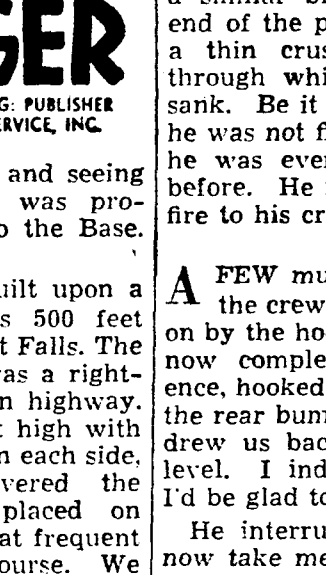 GER
G: PUBLISHER
ERVICE, INC.
and seeing
was pro-
o the Base.
uilt upon a
s 500 feet
t Falls. The
as a right-
n highway.
t high with
n each side,
vered the
placed on
at frequent
ourse. We
a similar
end of the p
a thin crus
through whi
sank. Be it
he was not fi
he was eve
before. He
fire to his cr
A FEW mu
the crew
on by the ho
now comple
ence, hooked
the rear bum
drew us bac
level. I ind
I'd be glad to
He interru
now take me